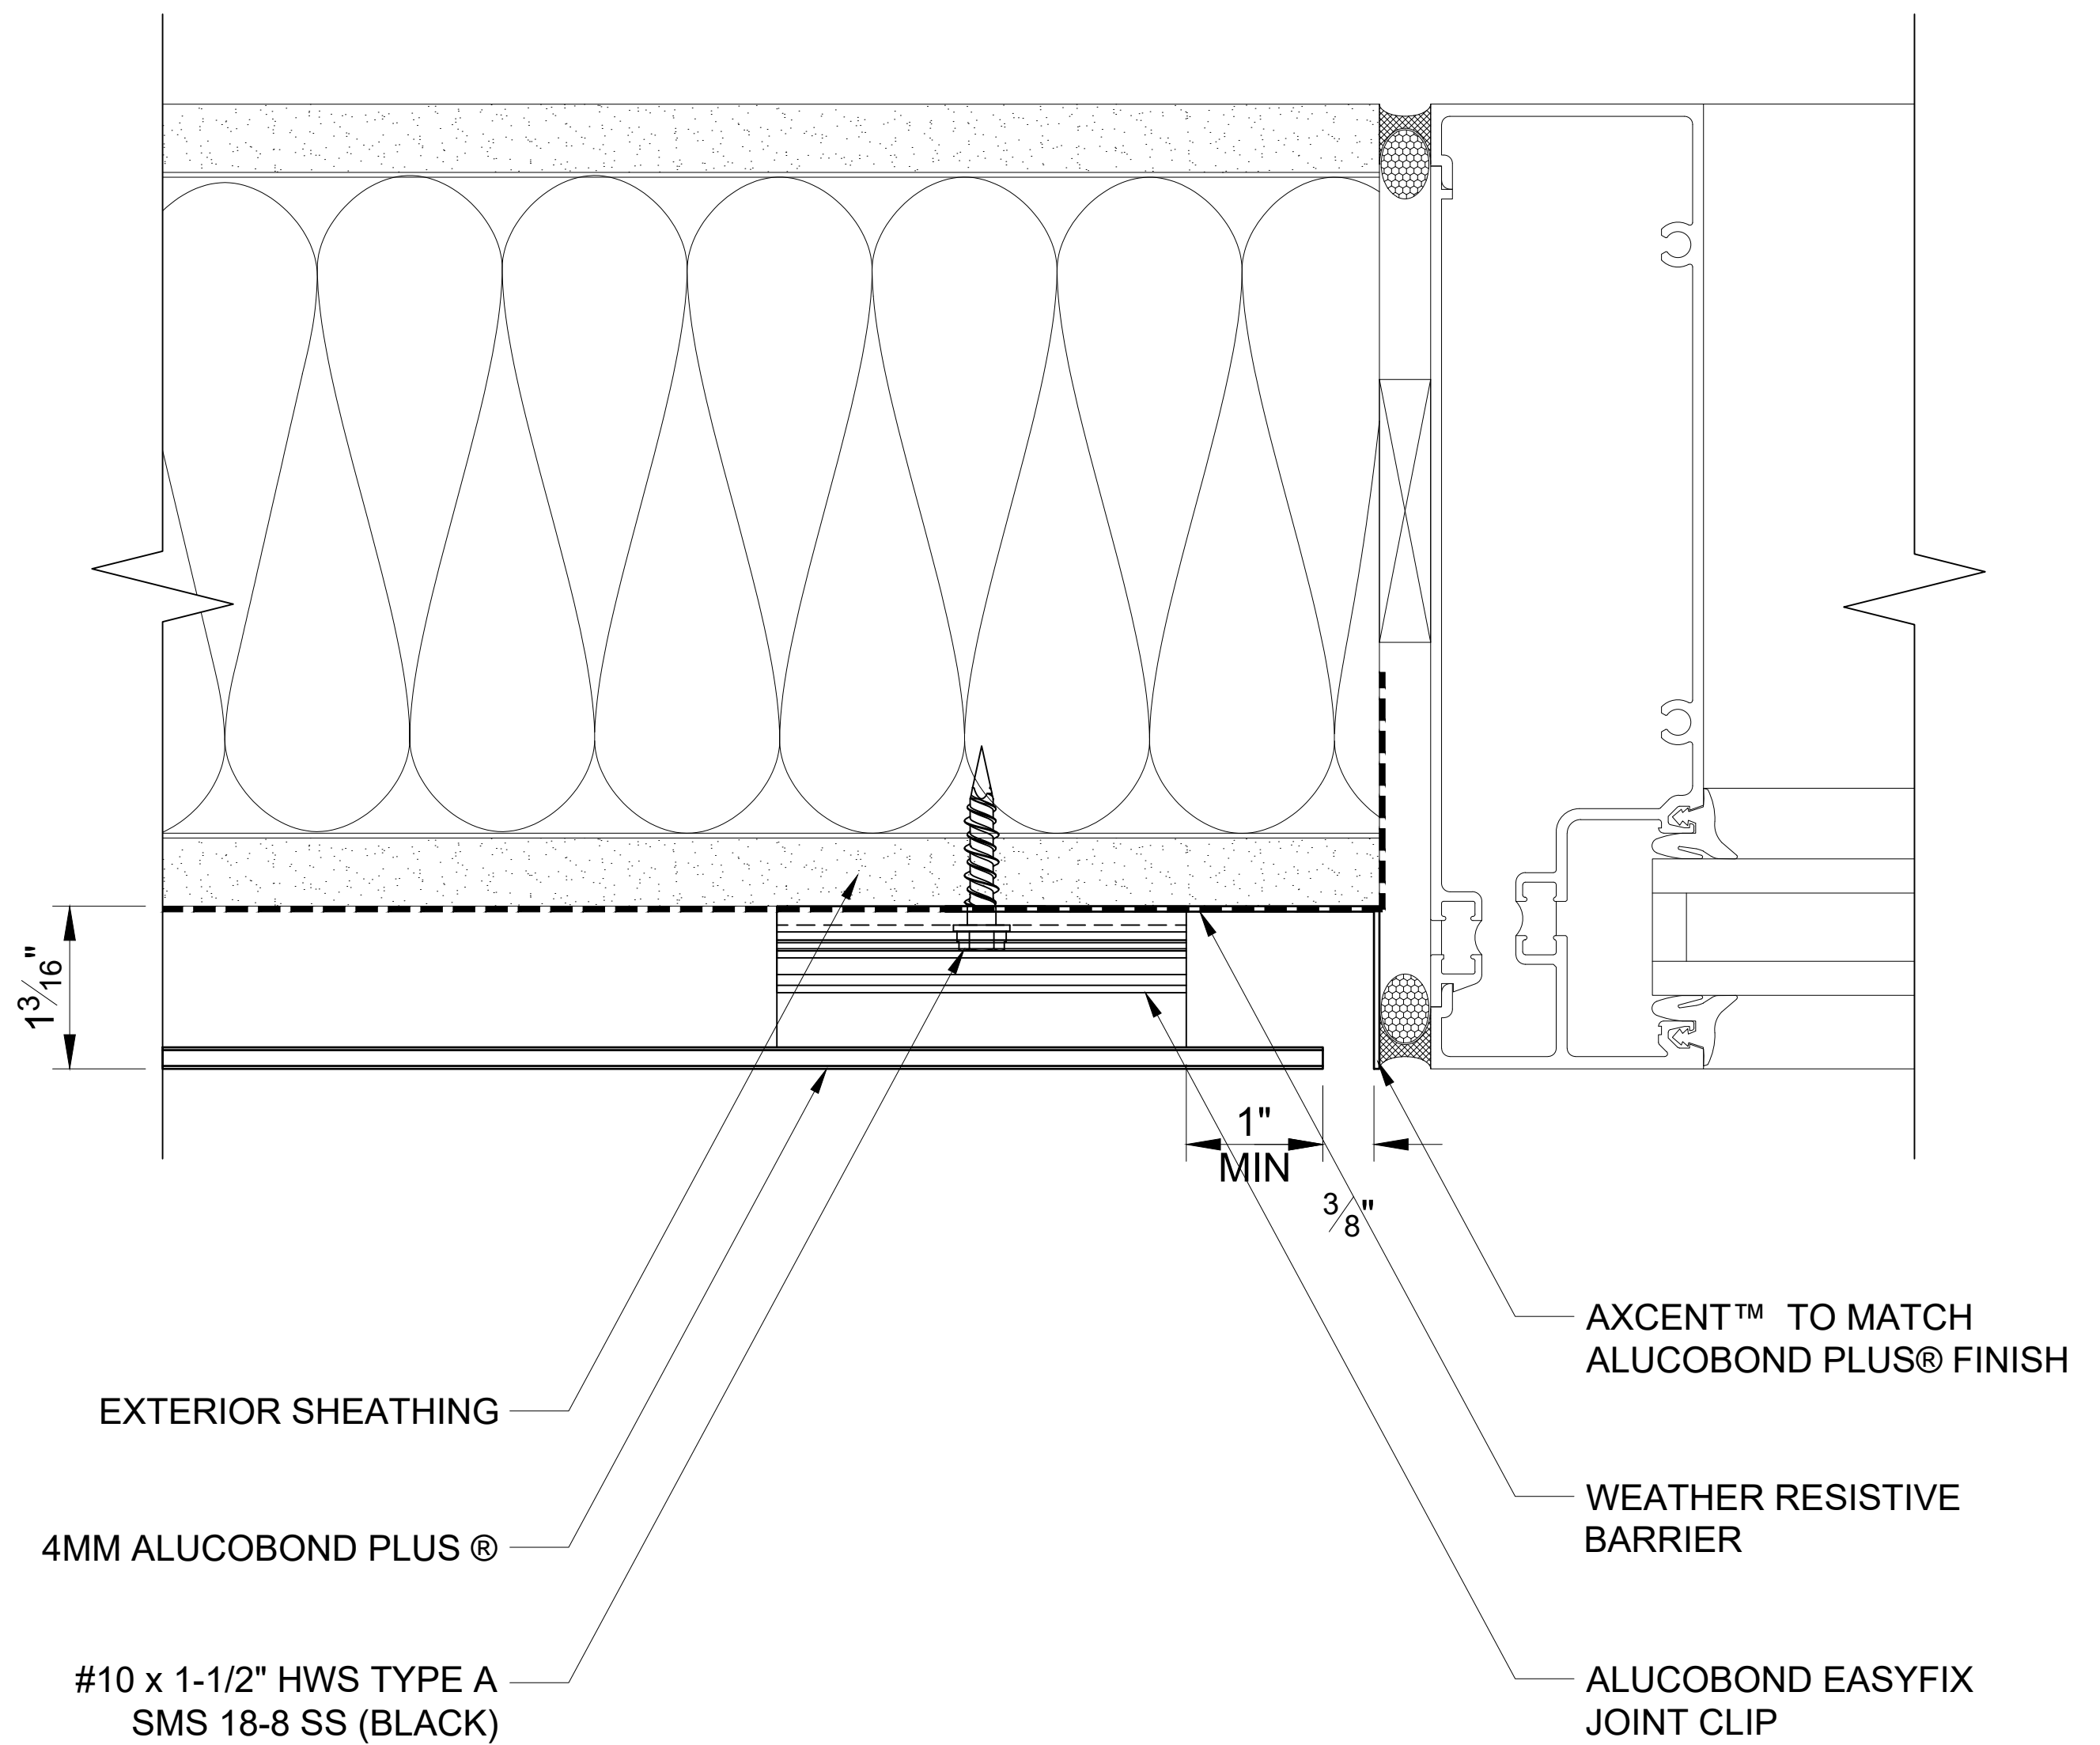 1 3/16"
1"
MIN
3/8"
AXCENT™ TO MATCH
ALUCOBOND PLUS® FINISH
EXTERIOR SHEATHING
WEATHER RESISTIVE
BARRIER
4MM ALUCOBOND PLUS ®
#10 x 1-1/2" HWS TYPE A
SMS 18-8 SS (BLACK)
ALUCOBOND EASYFIX
JOINT CLIP